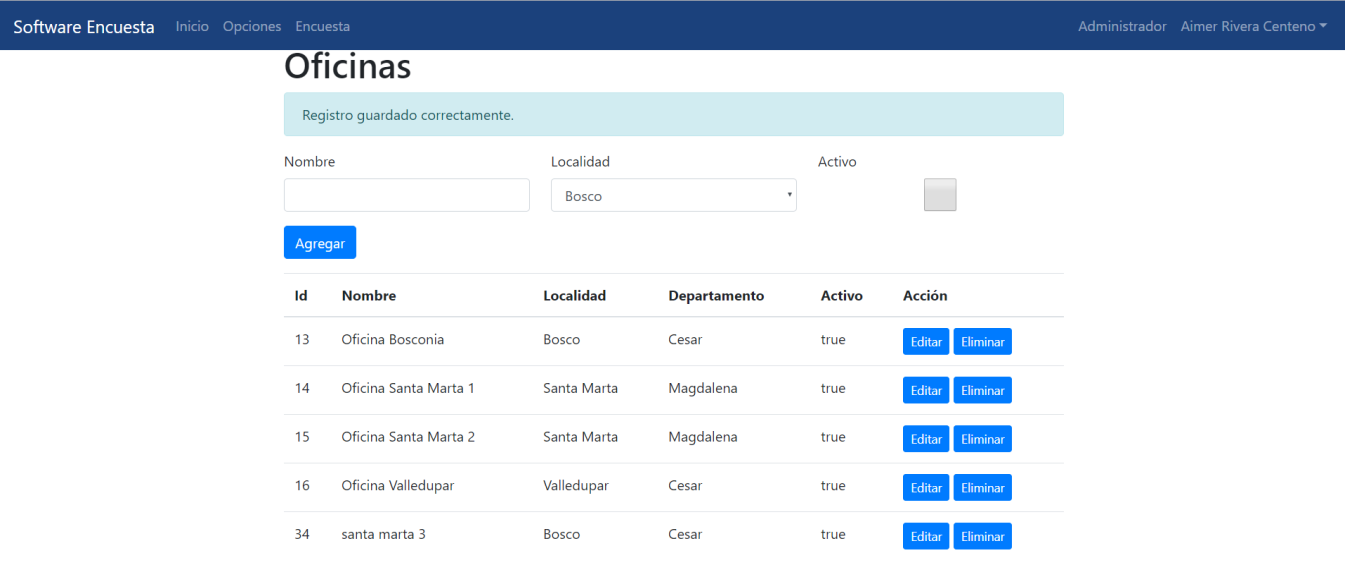 Software Encuesta Inicio Opciones Encuesta Administrador Aimer Rivera Centeno
Oficinas
Registro guardado correctamente.
Nombre Localidad Activo
Bosco
Agregar
Id Nombre Localidad Departamento Activo Acción
13 Oficina Bosconia Bosco Cesar true Editar Eliminar
14 Oficina Santa Marta 1 Santa Marta Magdalena true Editar Eliminar
15 Oficina Santa Marta 2 Santa Marta Magdalena true Editar Eliminar
16 Oficina Valledupar Valledupar Cesar true Editar Eliminar
34 santa marta 3 Bosco Cesar true Editar Eliminar